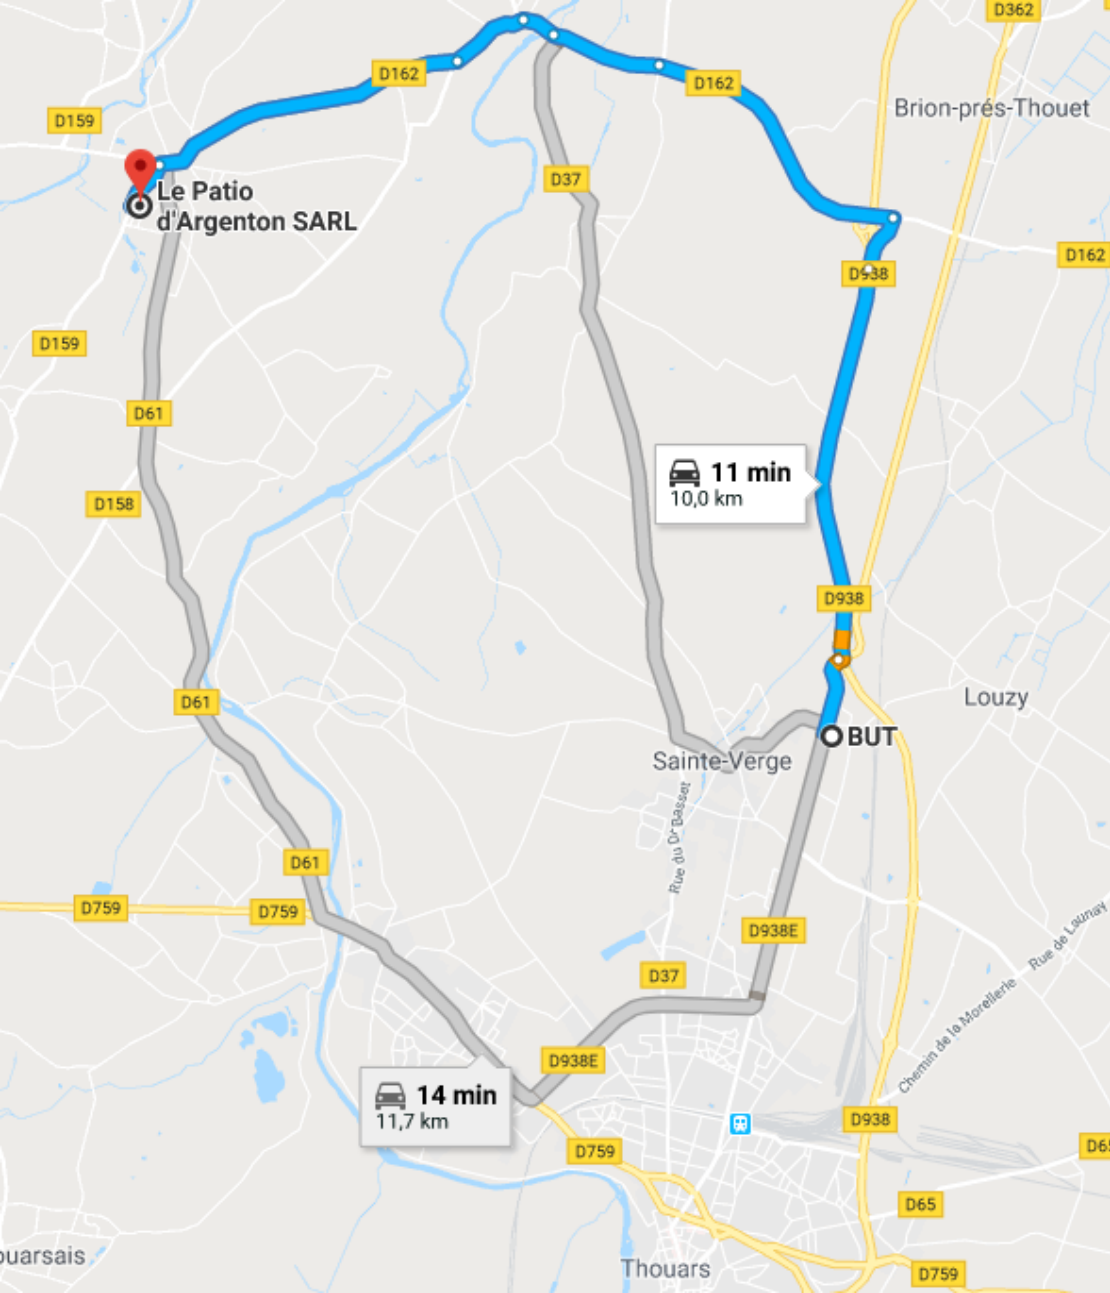 D362
D162
D162
Brion-prés-Thouet
D159
D37
Le Patio
d'Argenton SARL
D162
D938
D159
D61
11 min
10,0 km
D158
D938
D61
Louzy
BUT
Sainte-Verge
Rue du Dr Basset
D61
D759
D759
D938E
Rue de Launay
D37
Chemin de la Morellerie
D938E
14 min
11,7 km
D938
D759
D65
D65
ouarsais
Thouars
D759